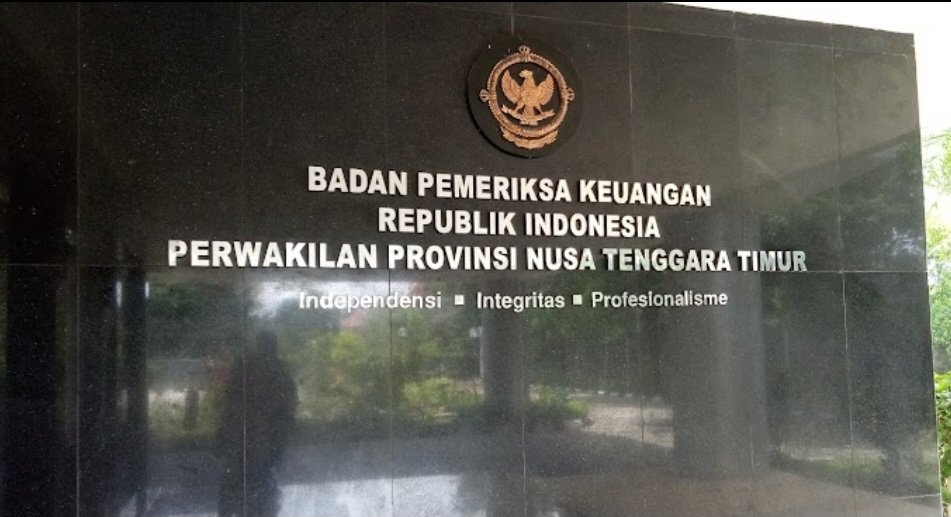 BADAN PEMERIKSA KEUANGAN
REPUBLIK INDONESIA
PERWAKILAN PROVINSI NUSA TENGGARA TIMUR
Independensi ▪ Integritas ▪ Profesionalisme